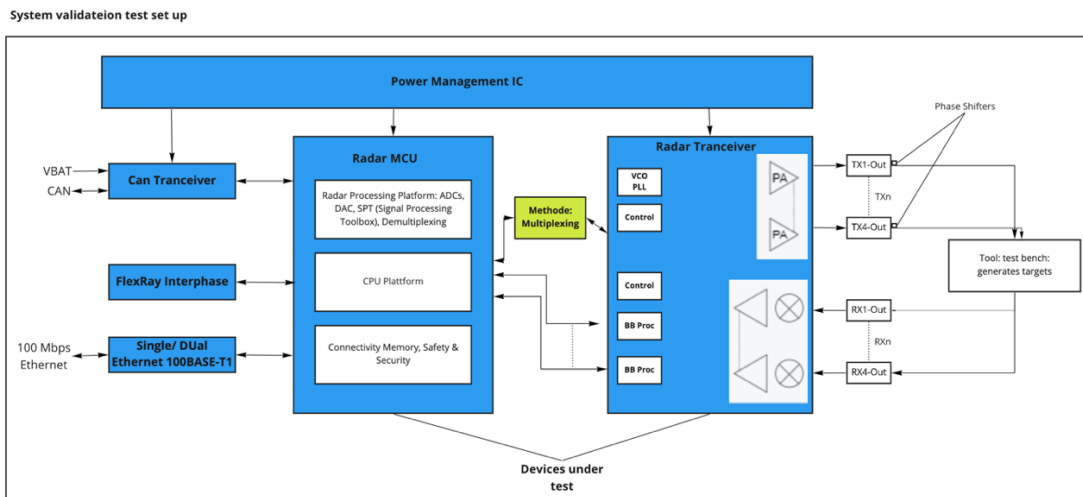 System validateion test set up
Power Management IC
Phase Shifters
Radar MCU
Radar Tranceiver
VBAT
CAN
Can Tranceiver
Radar Processing Platform: ADCs,
DAC, SPT (Signal Processing
Toolbox), Demultiplexing
Methode:
Multiplexing
VCO
PLL
Control
PA
PA
TX1-Out
TXn
TX4-Out
Tool: test bench:
generates targets
FlexRay Interphase
CPU Plattform
Control
BB Proc
BB Proc
RX1-Out
RXn
RX4-Out
100 Mbps
Ethernet
Single/ DUal
Ethernet 100BASE-T1
Connectivity Memory, Safety &
Security
Devices under
test